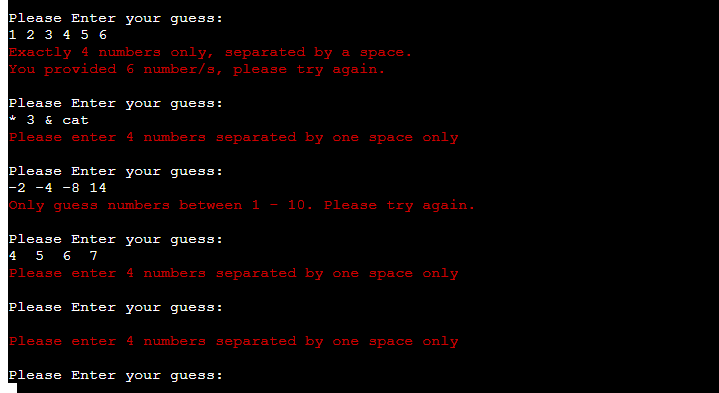 Please Enter your guess:
1 2 3 4 5 6
Exactly 4 numbers only, separated by a space.
You provided 6 number/s, please try again.
Please Enter your guess:
* 3 & cat
Please enter 4 numbers separated by one space only
Please Enter your guess:
-2 -4 -8 14
Only guess numbers between 1 - 10. Please try again.
Please Enter your guess:
4  5  6  7
Please enter 4 numbers separated by one space only
Please Enter your guess:
Please enter 4 numbers separated by one space only
Please Enter your guess: